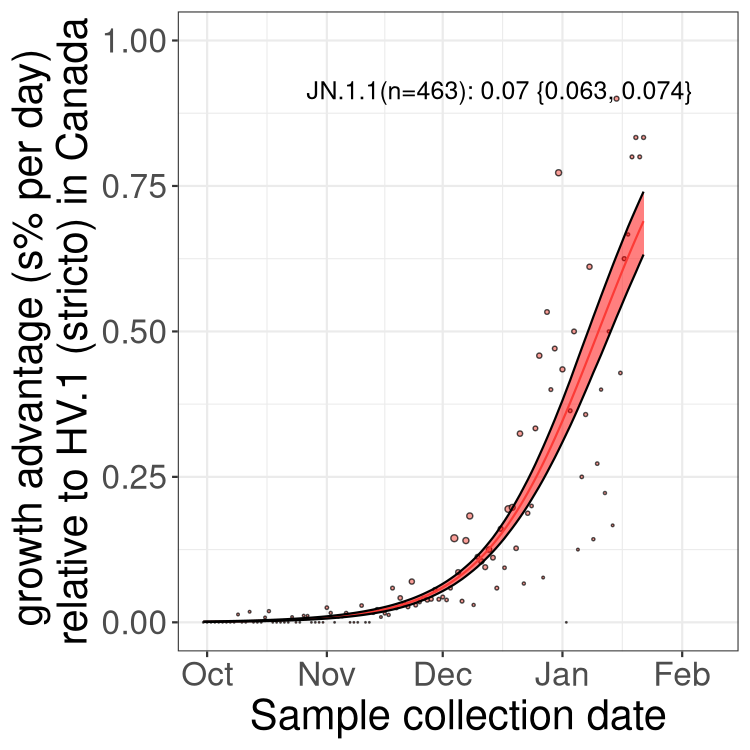 growth advantage (s% per day)
relative to HV.1 (stricto) in Canada
1.00
JN.1.1(n=463): 0.07 {0.063, 0.074}
0.75
0.50
0.25
0.00
Oct Nov Dec Jan Feb
Sample collection date